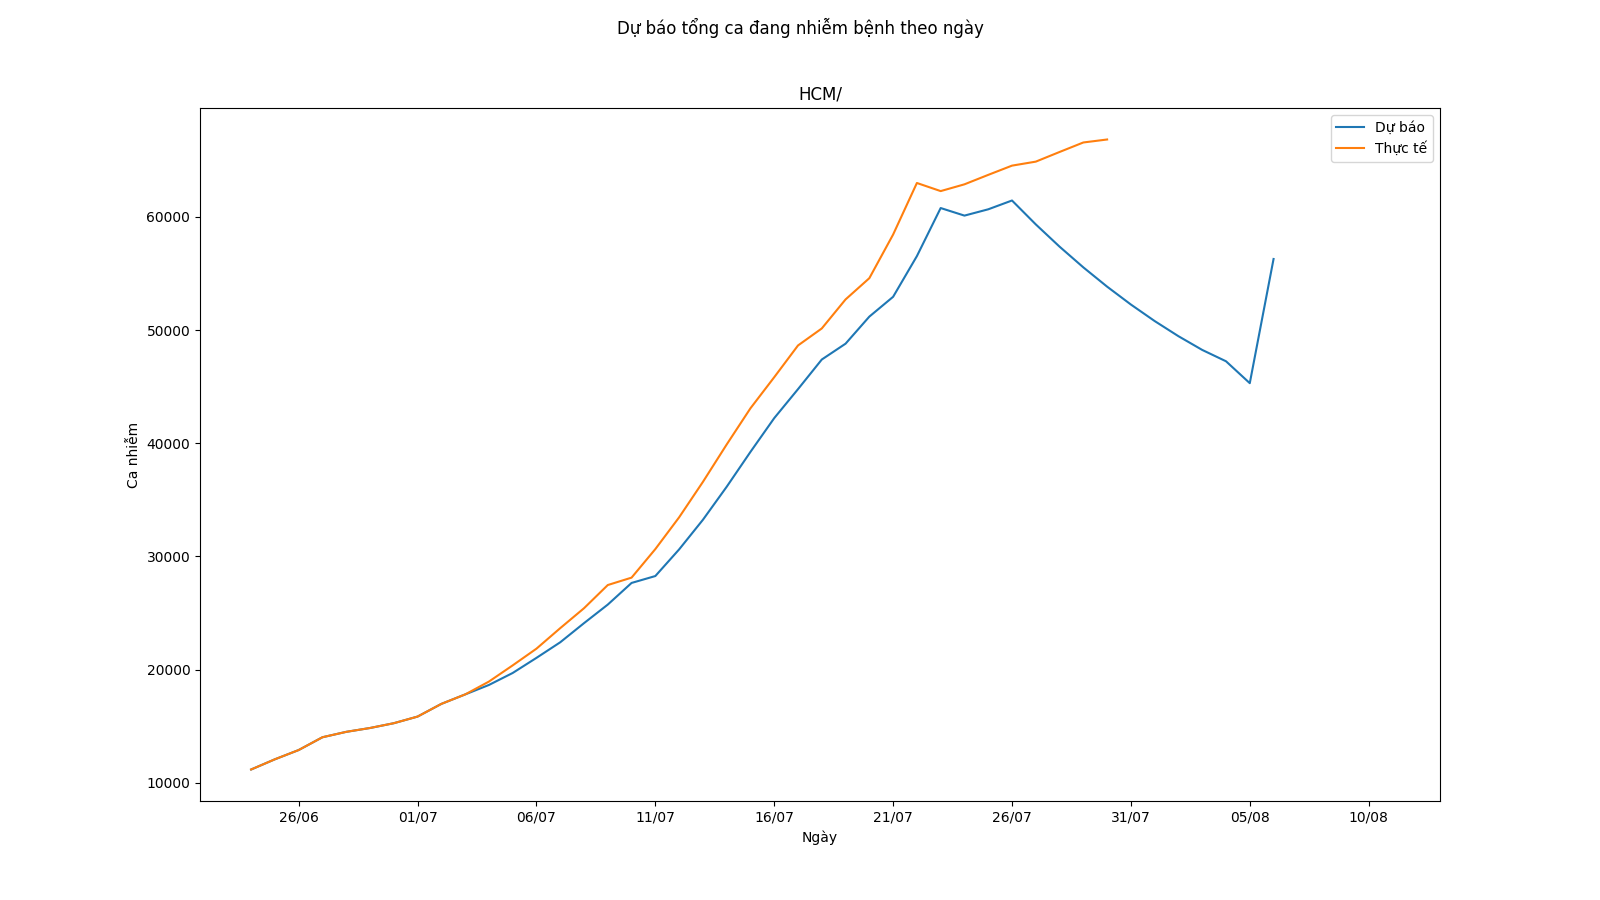 Dự báo tổng ca đang nhiễm bệnh theo ngày
HCM/
Dự báo
Thực tế
60000
50000
40000
30000
20000
10000
Ca nhiễm
26/06
01/07
06/07
11/07
16/07
21/07
26/07
31/07
05/08
10/08
Ngày